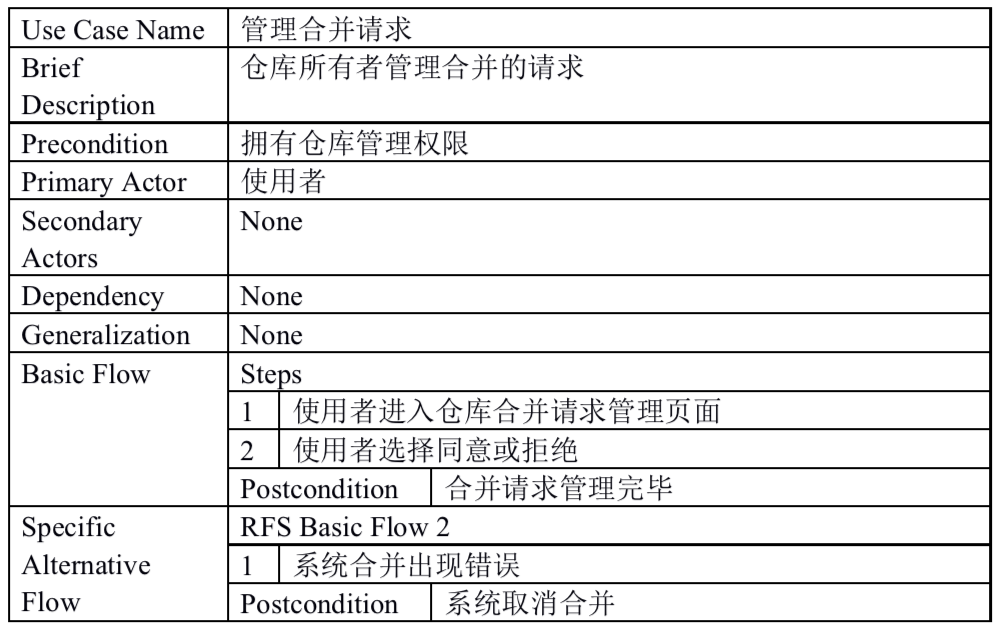 Use Case Name 管理合并请求
Brief 仓库所有者管理合并的请求
Description
Precondition 拥有仓库管理权限
Primary Actor 使用者
Secondary None
Actors
Dependency None
Generalization None
Basic Flow Steps
1 使用者进入仓库合并请求管理页面
2 使用者选择同意或拒绝
Postcondition 合并请求管理完毕
Specific RFS Basic Flow 2
Alternative 1 系统合并出现错误
Flow Postcondition 系统取消合并